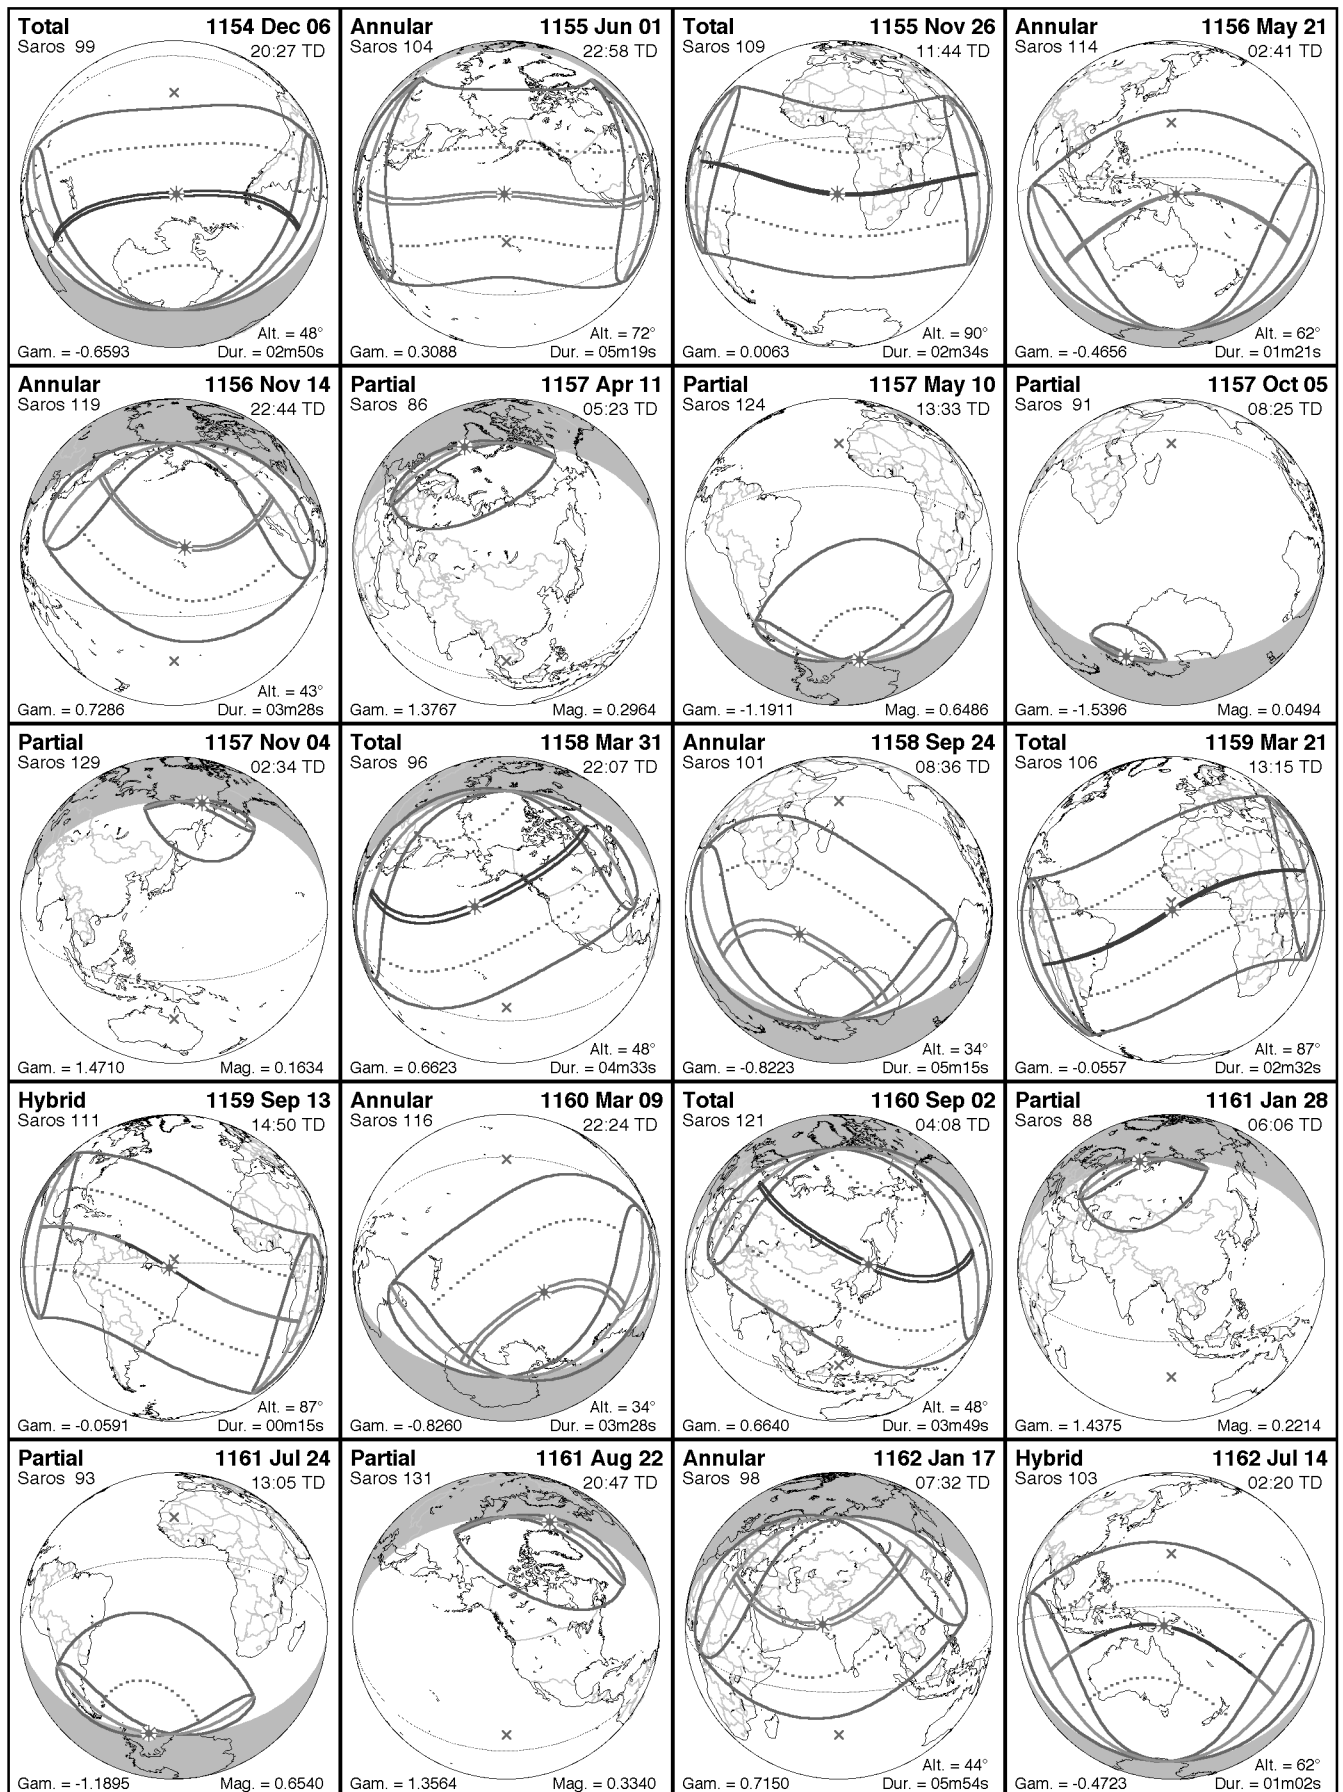 Total 1154 Dec 06
Saros 99 20:27 TD
Alt. = 48°
Gam. = -0.6593 Dur. = 02m50s
Annular 1155 Jun 01
Saros 104 22:58 TD
Alt. = 72°
Gam. = 0.3088 Dur. = 05m19s
Total 1155 Nov 26
Saros 109 11:44 TD
Alt. = 90°
Gam. = 0.0063 Dur. = 02m34s
Annular 1156 May 21
Saros 114 02:41 TD
Alt. = 62°
Gam. = -0.4656 Dur. = 01m21s
Annular 1156 Nov 14
Saros 119 22:44 TD
Alt. = 43°
Gam. = 0.7286 Dur. = 03m28s
Partial 1157 Apr 11
Saros 86 05:23 TD
Gam. = 1.3767 Mag. = 0.2964
Partial 1157 May 10
Saros 124 13:33 TD
Gam. = -1.1911 Mag. = 0.6486
Partial 1157 Oct 05
Saros 91 08:25 TD
Gam. = -1.5396 Mag. = 0.0494
Partial 1157 Nov 04
Saros 129 02:34 TD
Gam. = 1.4710 Mag. = 0.1634
Total 1158 Mar 31
Saros 96 22:07 TD
Alt. = 48°
Gam. = 0.6623 Dur. = 04m33s
Annular 1158 Sep 24
Saros 101 08:36 TD
Alt. = 34°
Gam. = -0.8223 Dur. = 05m15s
Total 1159 Mar 21
Saros 106 13:15 TD
Alt. = 87°
Gam. = -0.0557 Dur. = 02m32s
Hybrid 1159 Sep 13
Saros 111 14:50 TD
Alt. = 87°
Gam. = -0.0591 Dur. = 00m15s
Annular 1160 Mar 09
Saros 116 22:24 TD
Alt. = 34°
Gam. = -0.8260 Dur. = 03m28s
Total 1160 Sep 02
Saros 121 04:08 TD
Alt. = 48°
Gam. = 0.6640 Dur. = 03m49s
Partial 1161 Jan 28
Saros 88 06:06 TD
Gam. = 1.4375 Mag. = 0.2214
Partial 1161 Jul 24
Saros 93 13:05 TD
Gam. = -1.1895 Mag. = 0.6540
Partial 1161 Aug 22
Saros 131 20:47 TD
Gam. = 1.3564 Mag. = 0.3340
Annular 1162 Jan 17
Saros 98 07:32 TD
Alt. = 44°
Gam. = 0.7150 Dur. = 05m54s
Hybrid 1162 Jul 14
Saros 103 02:20 TD
Alt. = 62°
Gam. = -0.4723 Dur. = 01m02s